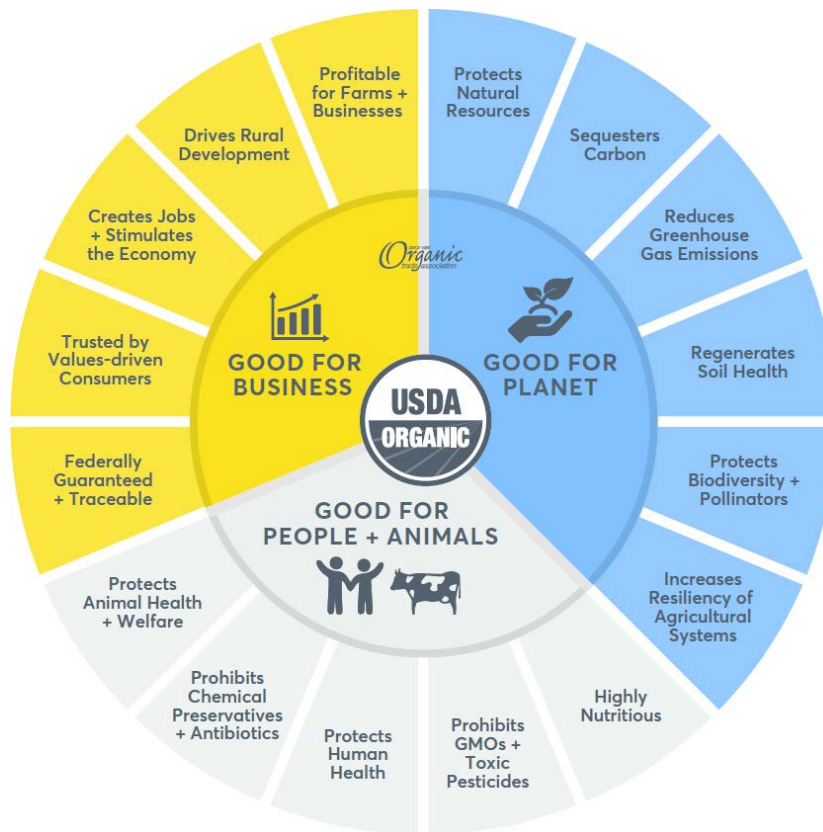 Profitable
for Farms +
Businesses
Protects
Natural
Resources
Drives Rural
Development
Sequesters
Carbon
Creates Jobs
+ Stimulates
the Economy
Reduces
Greenhouse
Gas Emissions
Organic
trade association
Trusted by
Values-driven
Consumers
GOOD FOR
BUSINESS
GOOD FOR
PLANET
Regenerates
Soil Health
USDA
ORGANIC
Federally
Guaranteed
+ Traceable
Protects
Biodiversity +
Pollinators
GOOD FOR
PEOPLE + ANIMALS
Protects
Animal Health
+ Welfare
Increases
Resiliency of
Agricultural
Systems
Prohibits
Chemical
Preservatives
+ Antibiotics
Protects
Human
Health
Prohibits
GMOs +
Toxic
Pesticides
Highly
Nutritious